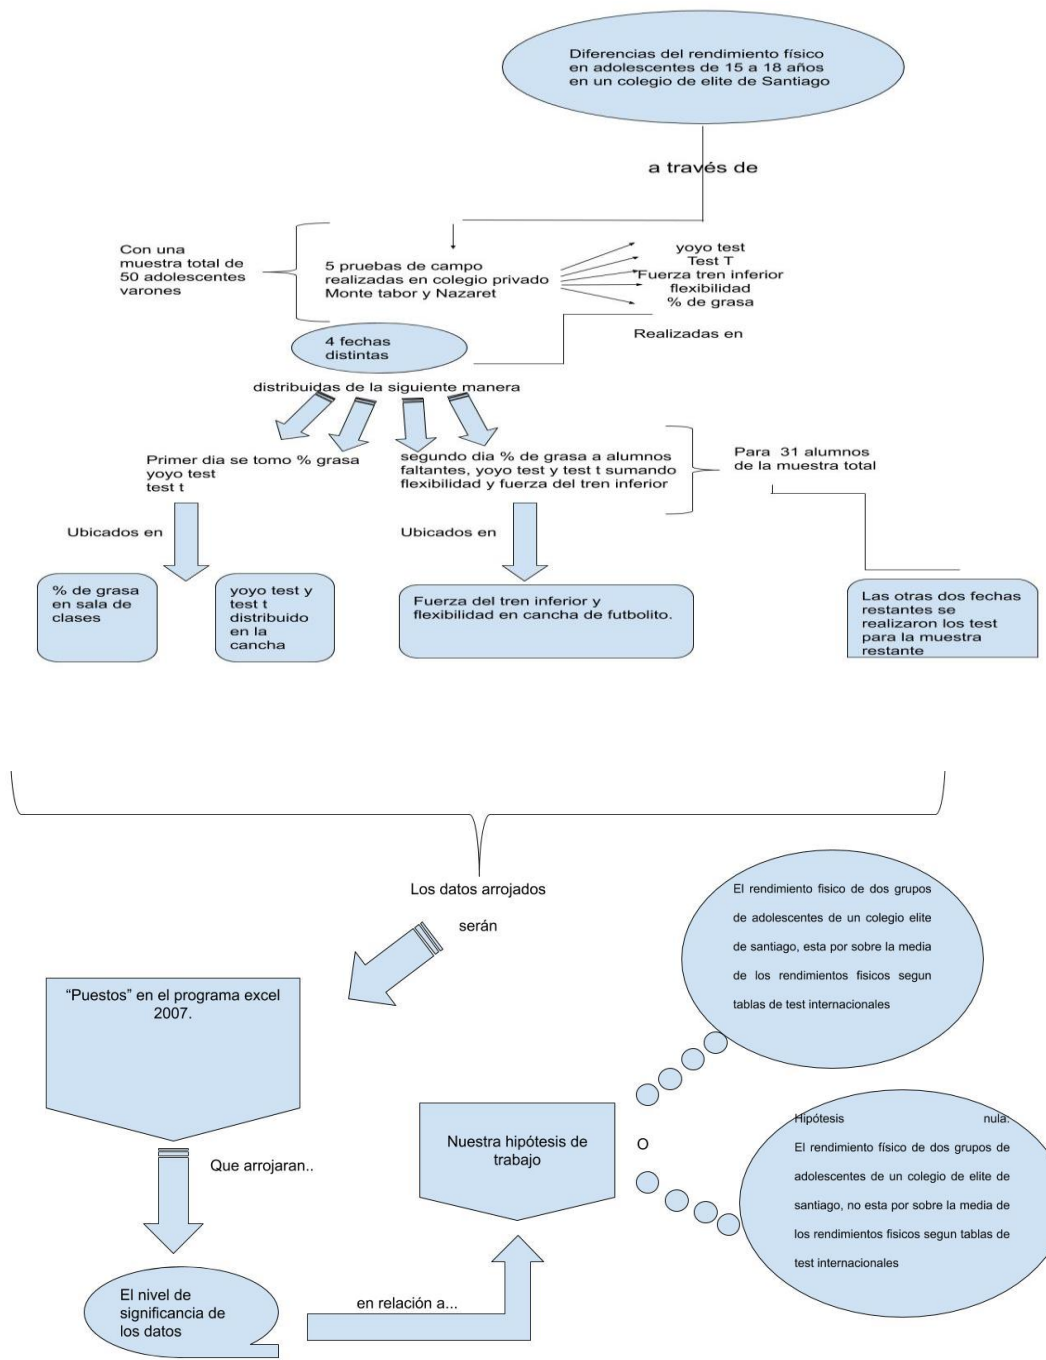 Diferencias del rendimiento físico
en adolescentes de 15 a 18 años
en un colegio de elite de Santiago
a través de
Con una
muestra total de
50 adolescentes
varones
5 pruebas de campo
realizadas en colegio privado
Monte tabor y Nazaret
yoyo test
Test T
Fuerza tren inferior
flexibilidad
% de grasa
Realizadas en
4 fechas
distintas
distribuidas de la siguiente manera
Primer dia se tomo % grasa
yoyo test
test t
segundo dia % de grasa a alumnos
faltantes, yoyo test y test t sumando
flexibilidad y fuerza del tren inferior
Para 31 alumnos
de la muestra total
Ubicados en
Ubicados en
% de grasa
en sala de
clases
yoyo test y
test t
distribuido
en la
cancha
Fuerza del tren inferior y
flexibilidad en cancha de futbolito.
Las otras dos fechas
restantes se
realizaron los test
para la muestra
restante
Los datos arrojados
serán
“Puestos” en el programa excel
2007.
Que arrojaran..
El nivel de
significancia de
los datos
en relación a...
Nuestra hipótesis de
trabajo
El rendimiento fisico de dos grupos
de adolescentes de un colegio elite
de santiago, esta por sobre la media
de los rendimientos fisicos segun
tablas de test internacionales
O
Hipótesis nula:
El rendimiento físico de dos grupos de
adolescentes de un colegio de elite de
santiago, no esta por sobre la media de
los rendimientos fisicos segun tablas de
test internacionales